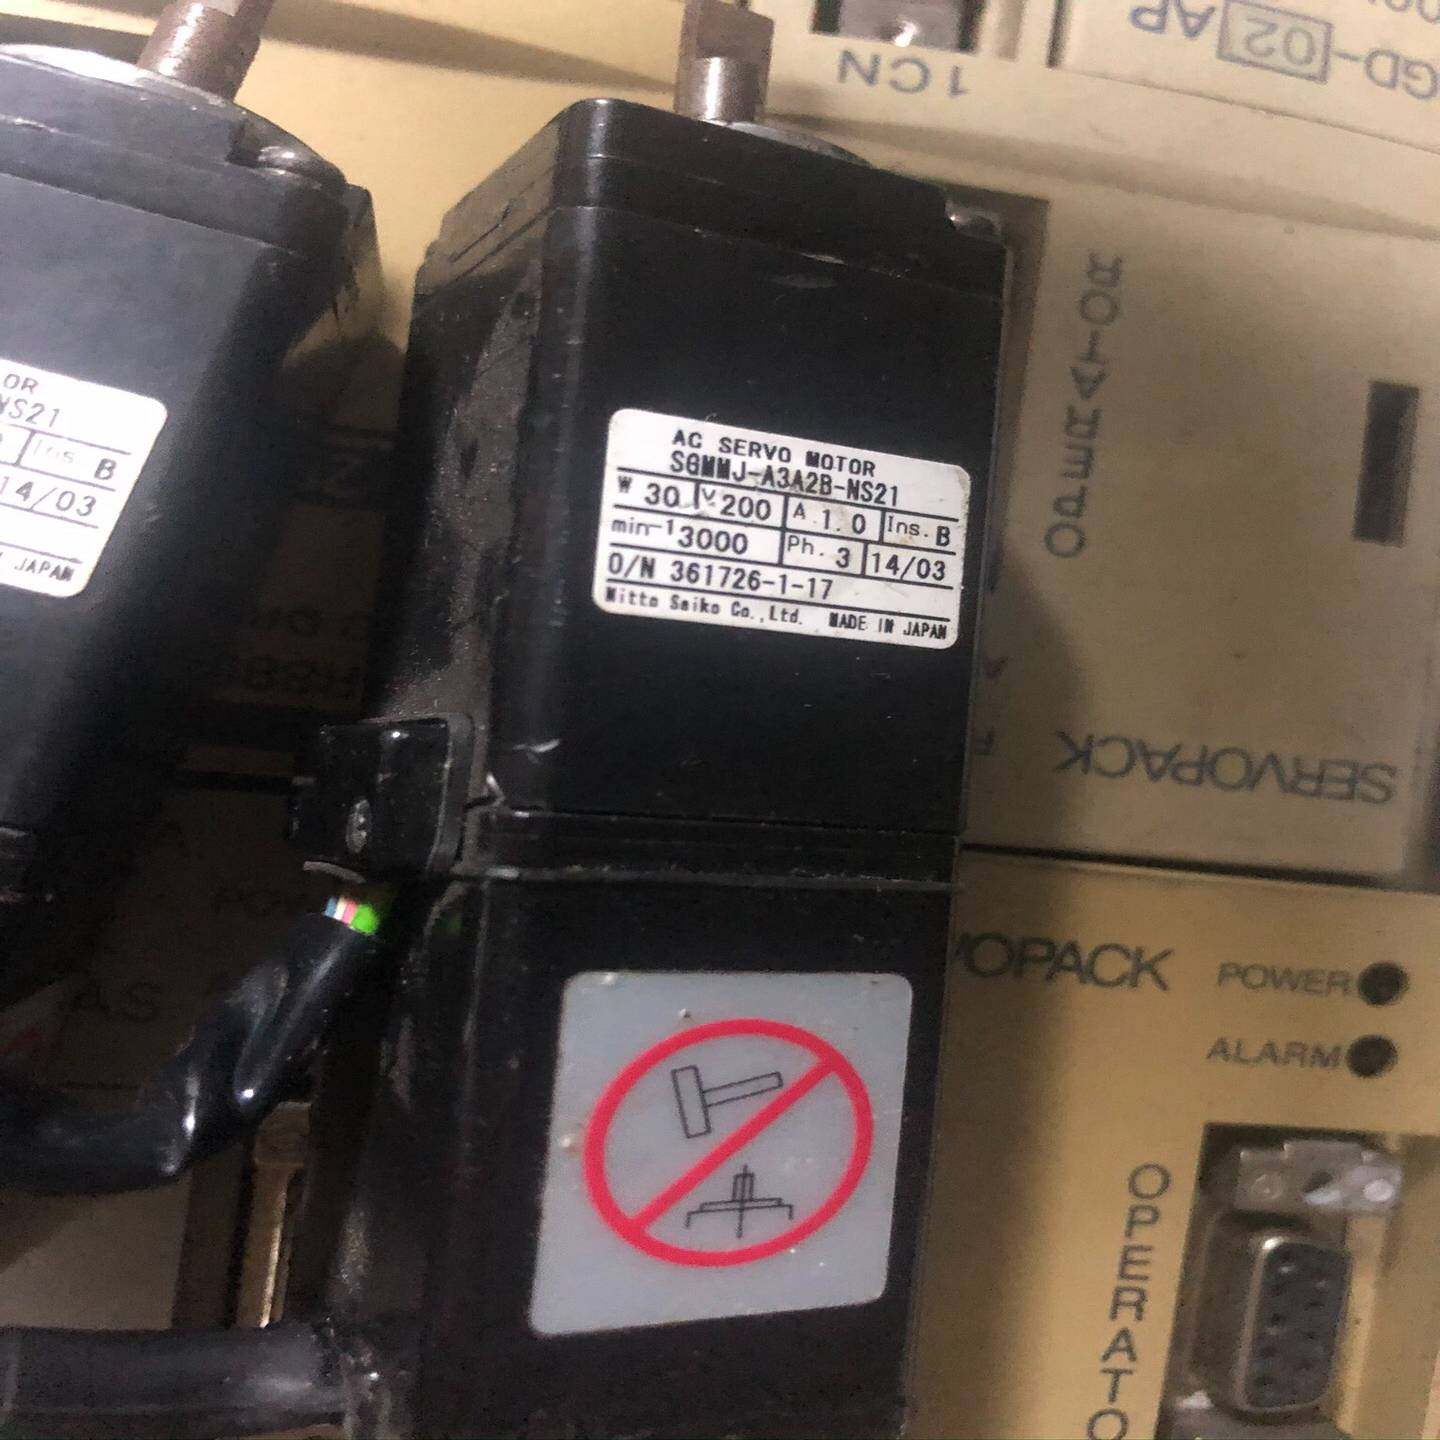 GD-02AP
1CN
OPERATOR
SERVOPACK
OR
NS21
Ins. B
14/03
JAPAN
AC SERVO MOTOR
SGMMJ-A3A2B-NS21
W 30 V 200 A 1.0 Ins. B
min-1 3000 Ph. 3 14/03
O/N 361726-1-17
Nitto Seiko Co.,Ltd. MADE IN JAPAN
VOPACK
POWER
ALARM
OPERATO